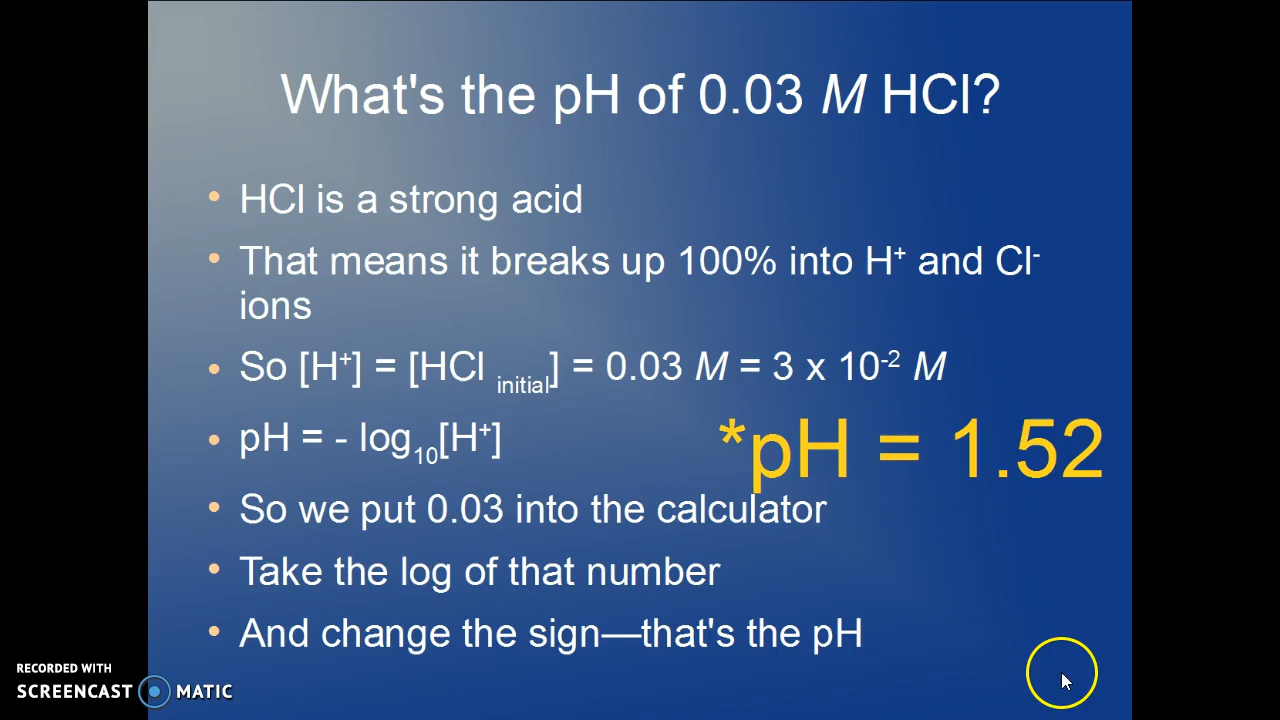 What's the pH of 0.03 M HCl?
• HCl is a strong acid
• That means it breaks up 100% into H⁺ and Cl⁻
ions
• So [H⁺] = [HCl initial] = 0.03 M = 3 x 10⁻² M
• pH = - log₁₀[H⁺]
*pH = 1.52
• So we put 0.03 into the calculator
• Take the log of that number
• And change the sign—that's the pH
RECORDED WITH
SCREENCAST MATIC